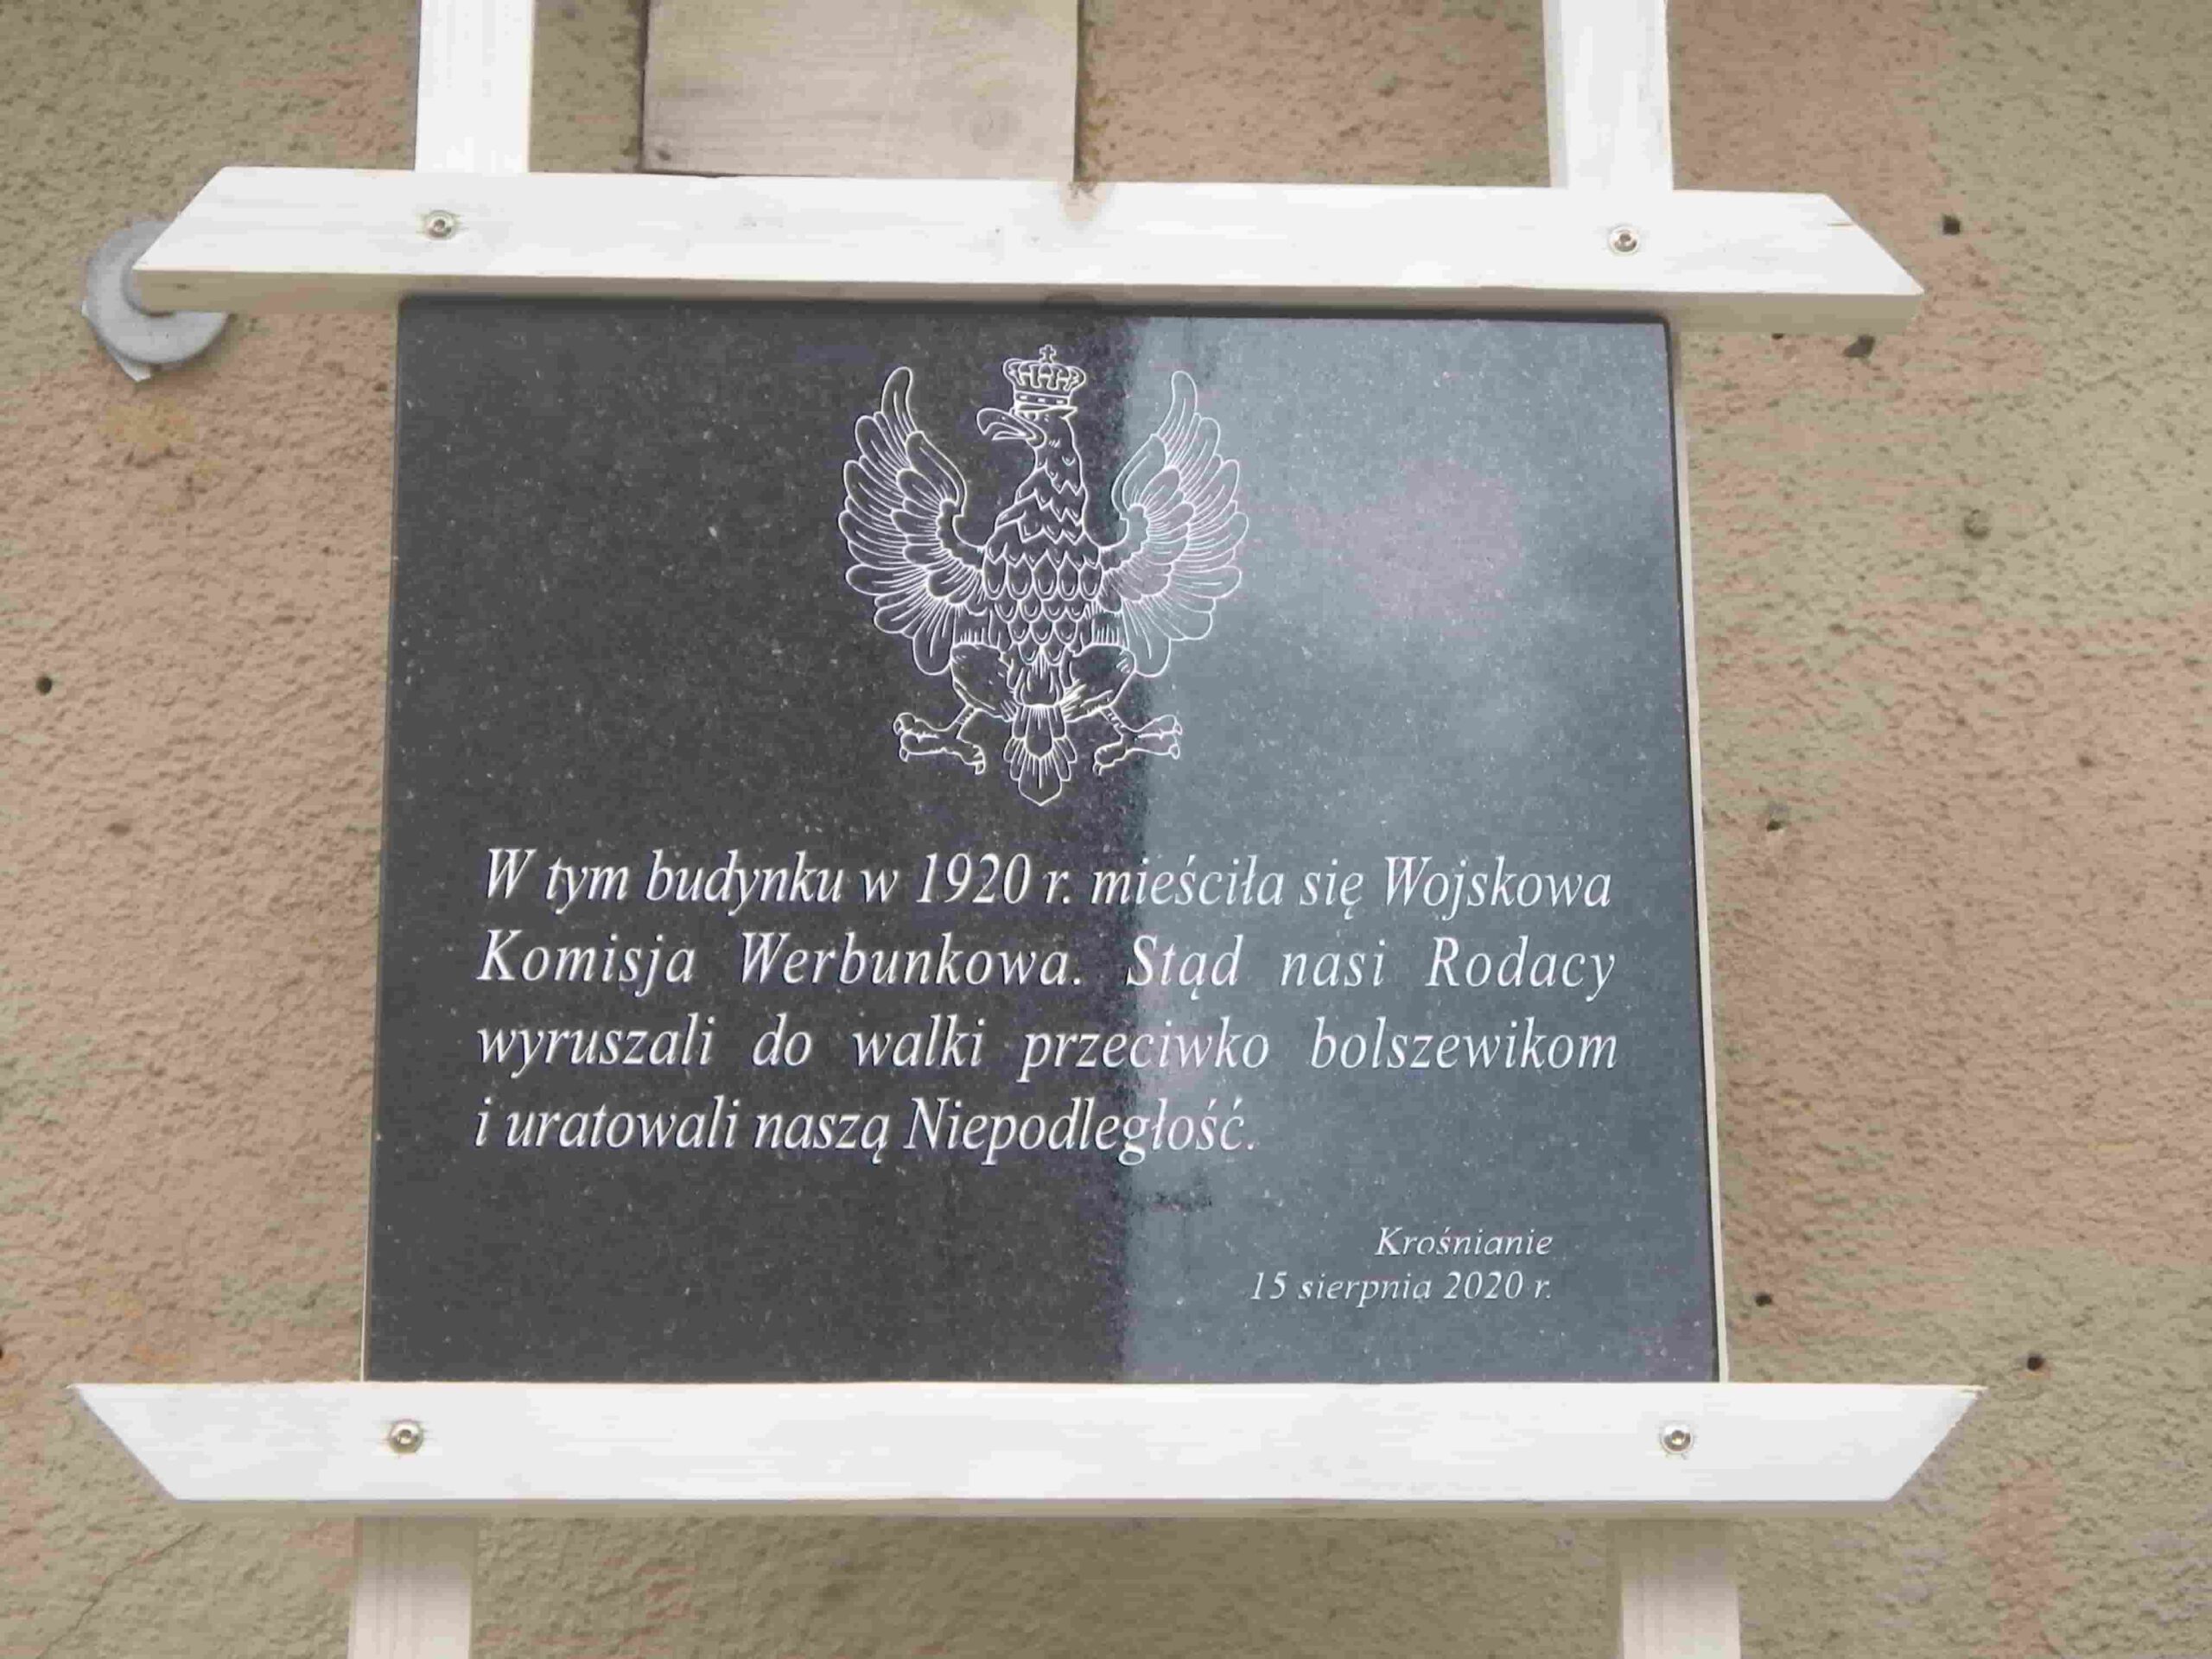 W tym budynku w 1920 r. mieściła się Wojskowa
Komisja Werbunkowa. Stąd nasi Rodacy
wyruszali do walki przeciwko bolszewikom
i uratowali naszą Niepodległość.
Krośnianie
15 sierpnia 2020 r.